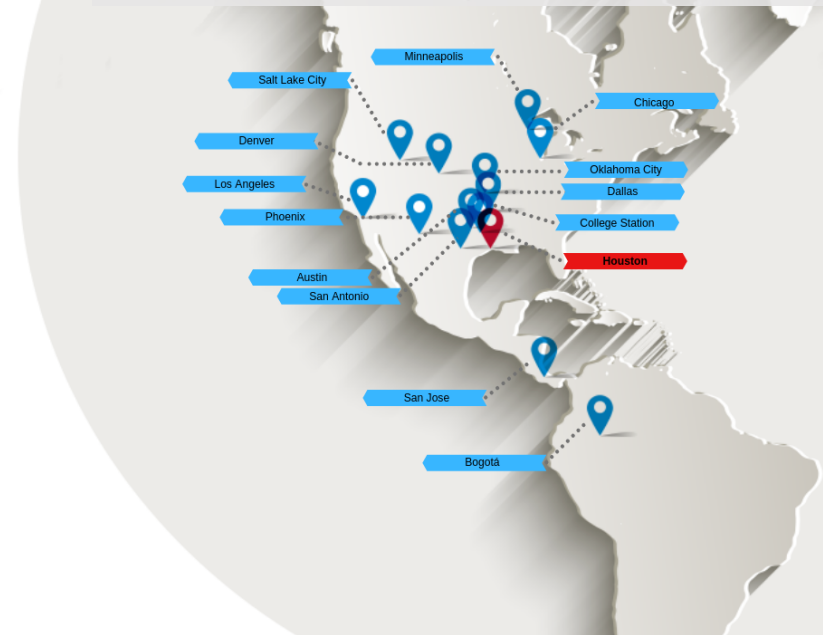 Minneapolis
Salt Lake City
Chicago
Denver
Oklahoma City
Los Angeles
Dallas
Phoenix
College Station
Houston
Austin
San Antonio
San Jose
Bogotá